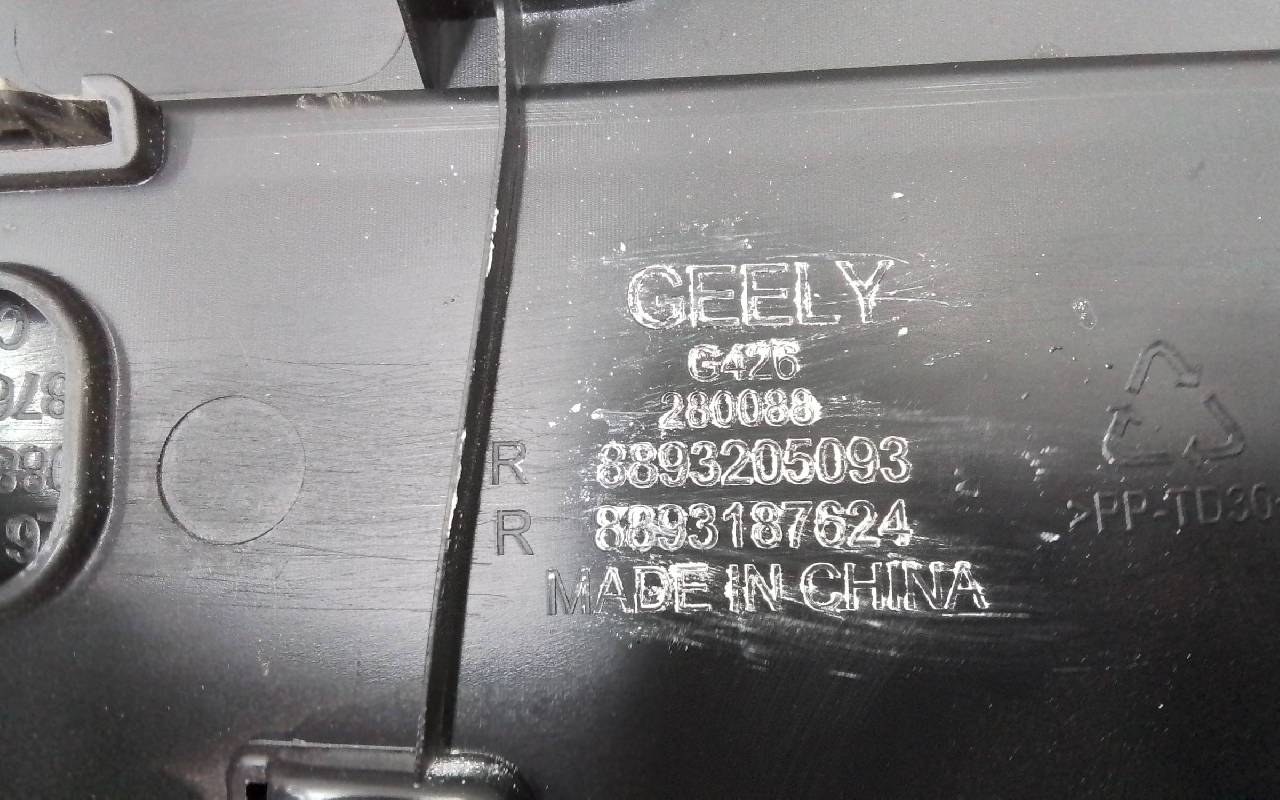 GEELY
G426
280088
R 8893205093
R 8893187624
MADE IN CHINA
>PP-TD30